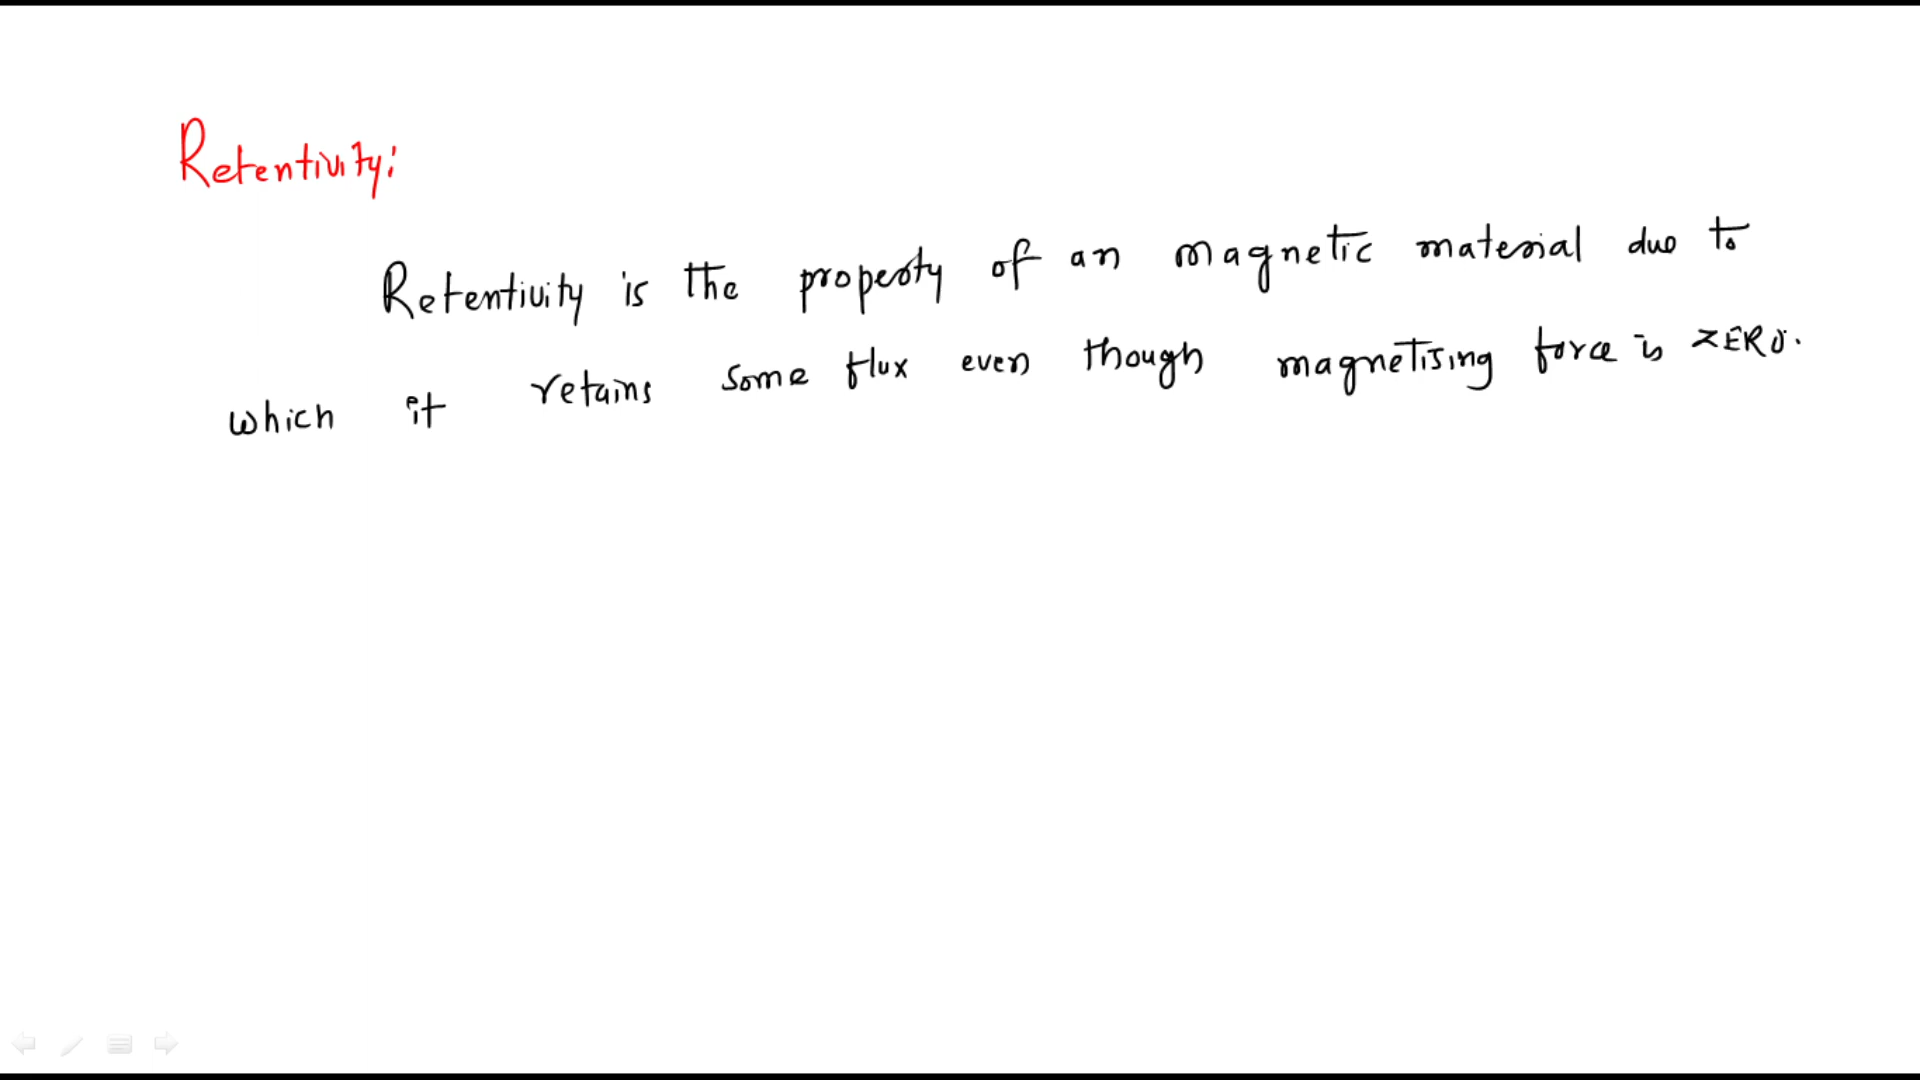 Retentivity:
Retentivity is the property of an magnetic material due to
which it retains some flux even though magnetising force is ZERO.